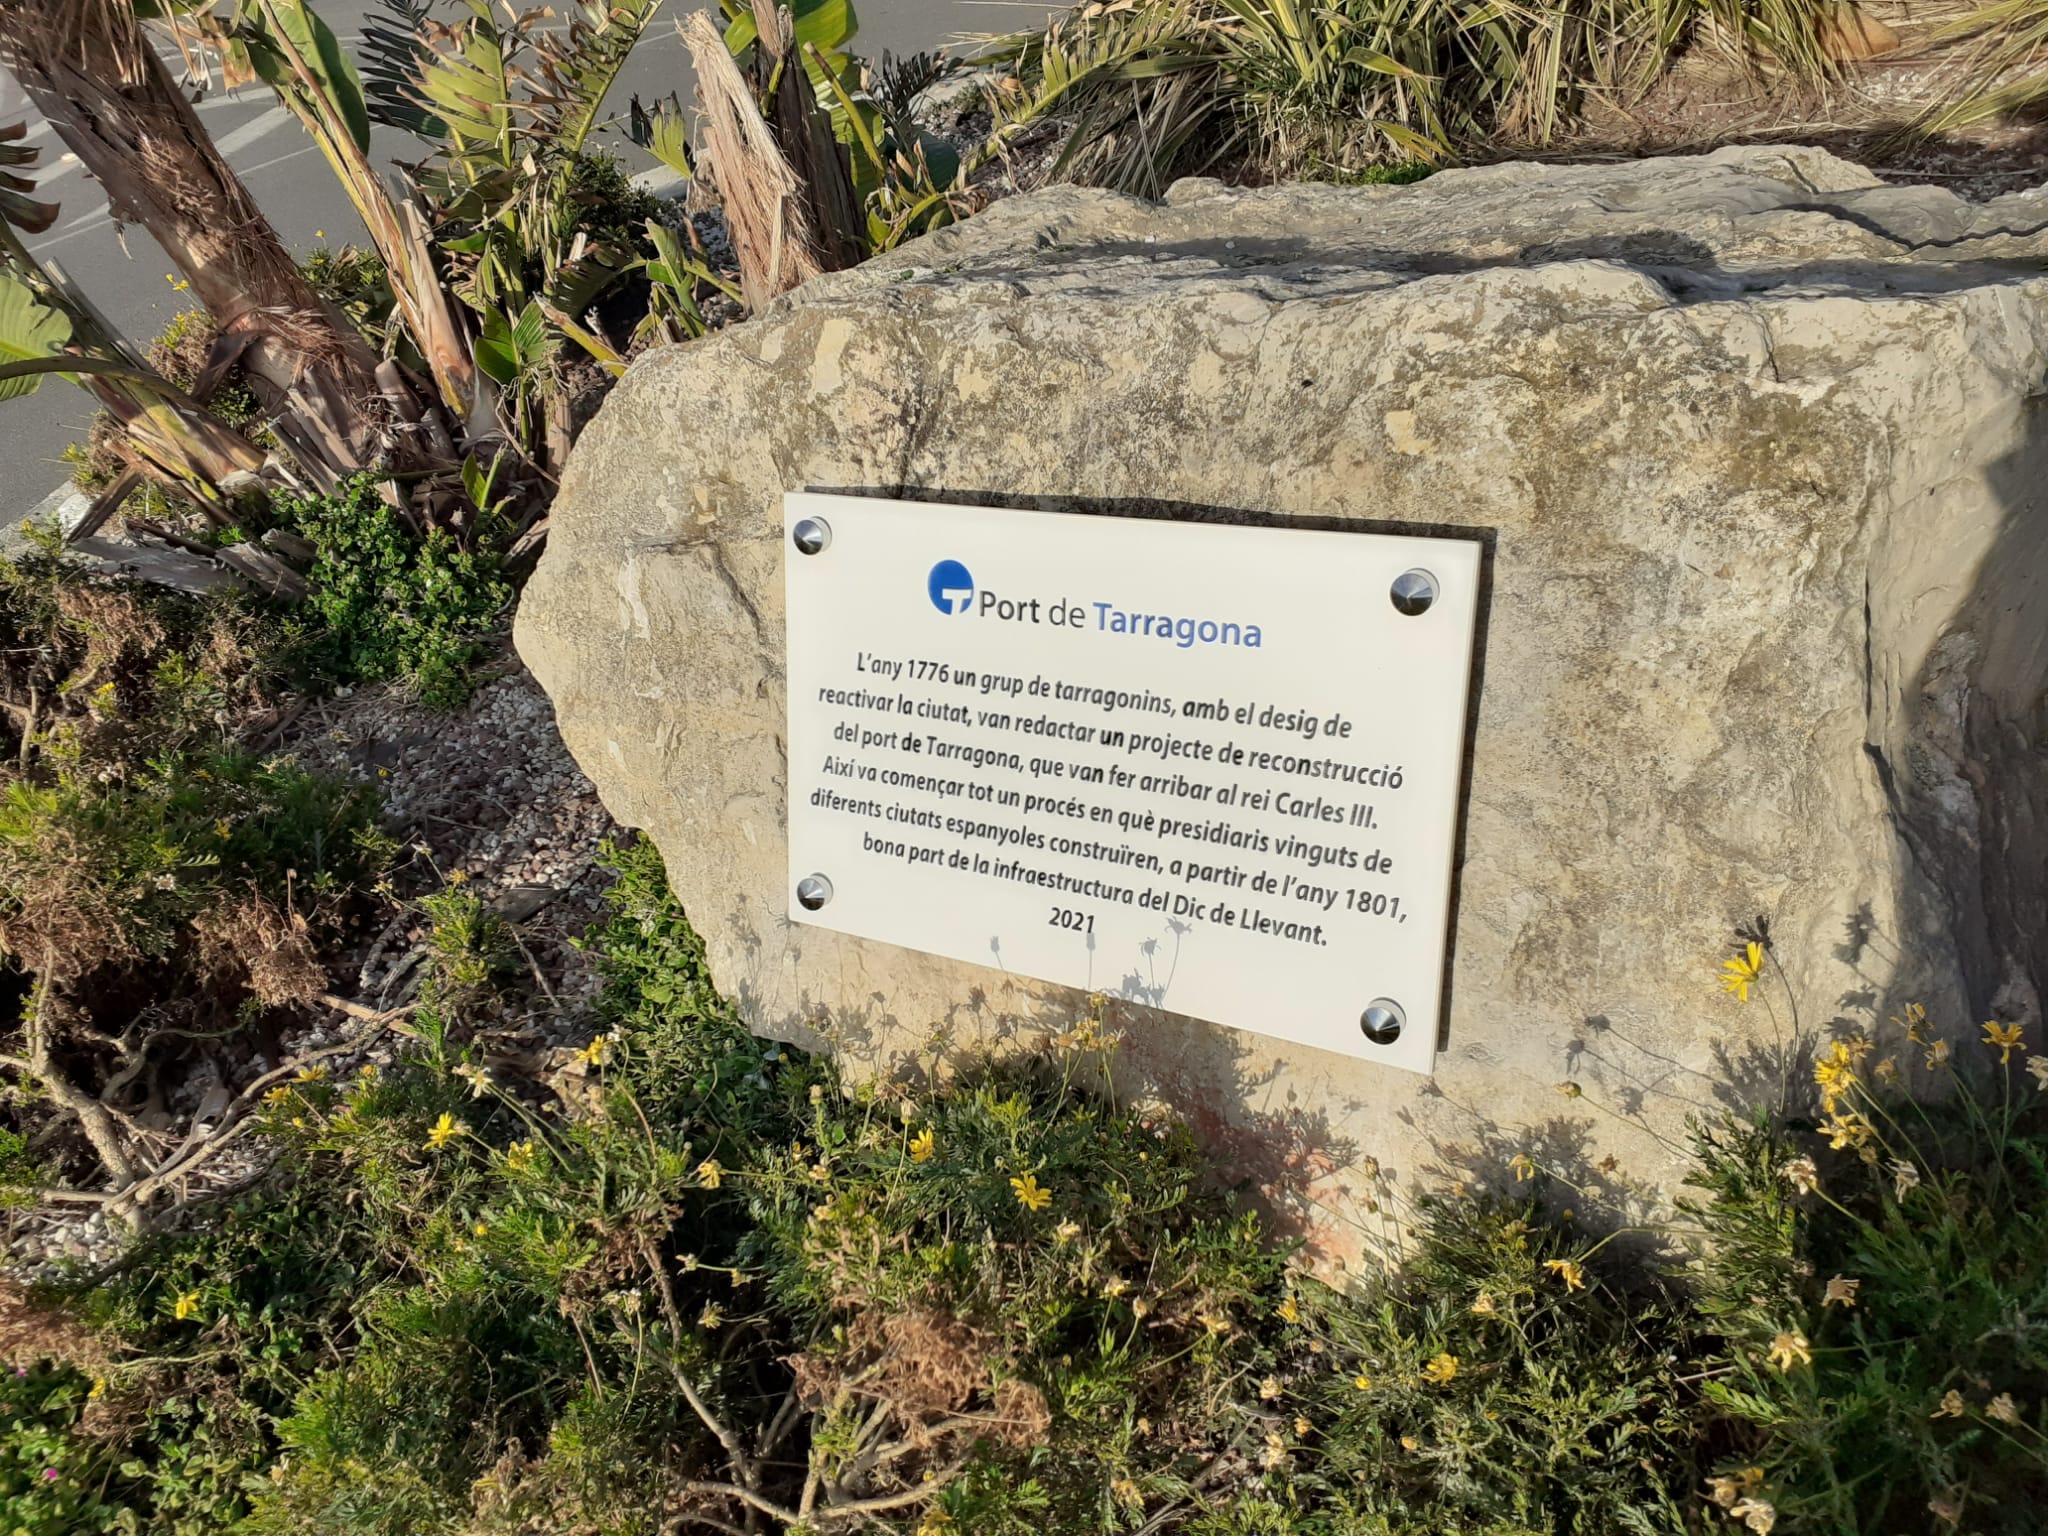 Port de Tarragona
L'any 1776 un grup de tarragonins, amb el desig de
reactivar la ciutat, van redactar un projecte de reconstrucció
del port de Tarragona, que van fer arribar al rei Carles III.
Així va començar tot un procés en què presidiaris vinguts de
diferents ciutats espanyoles construïren, a partir de l'any 1801,
bona part de la infraestructura del Dic de Llevant.
2021